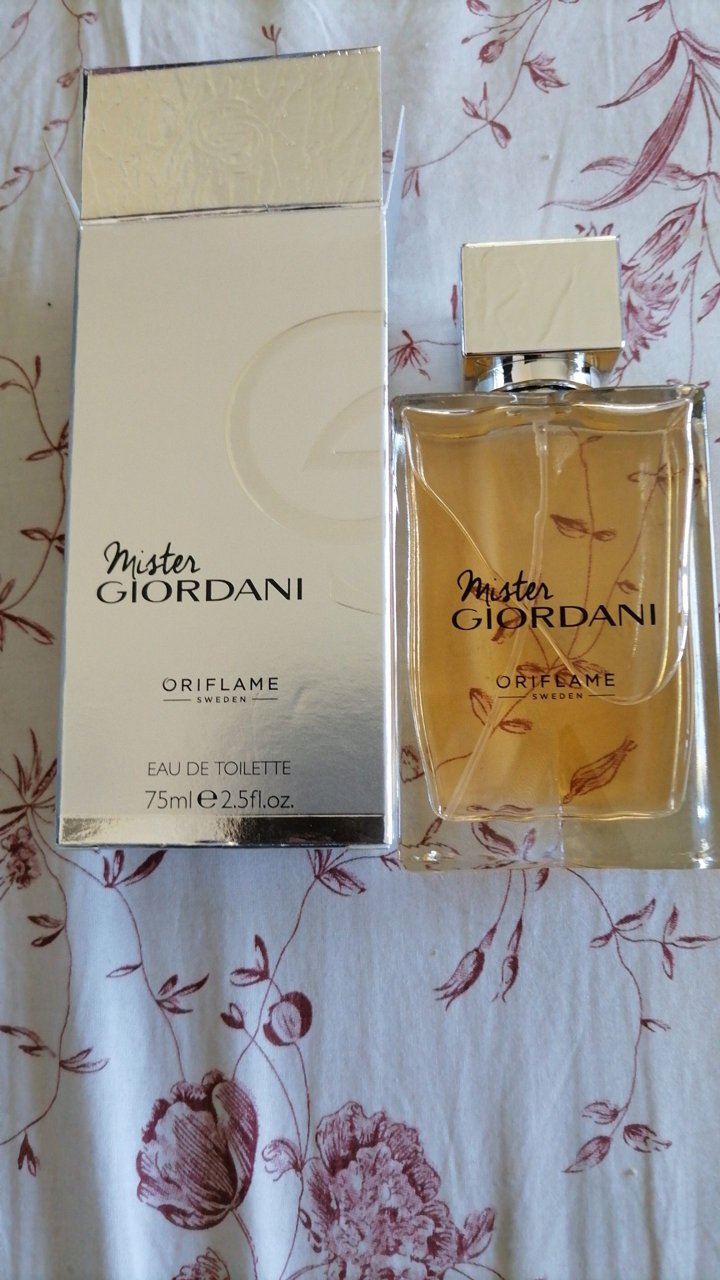 Mister
GIORDANI
ORIFLAME
SWEDEN
EAU DE TOILETTE
75ml e 2.5fl.oz.
Mister
GIORDANI
ORIFLAME
SWEDEN